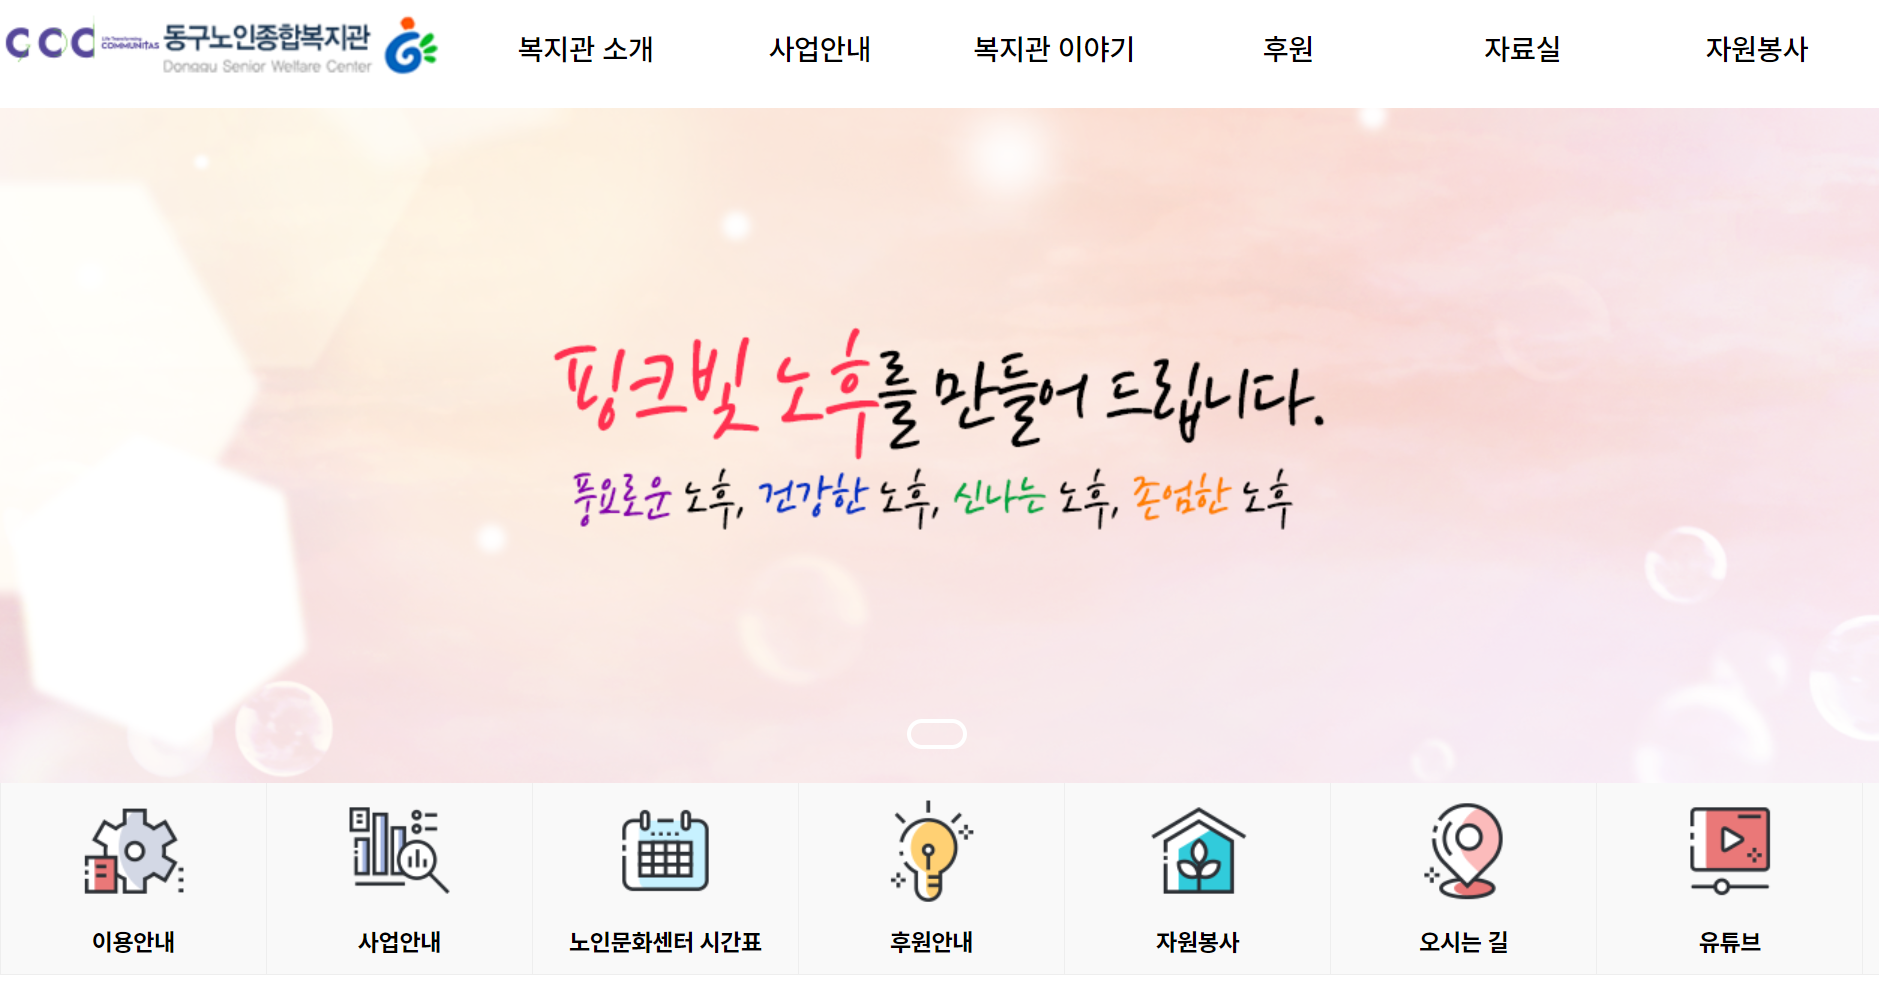 CCC Life Transforming COMMUNITAS 동구노인종합복지관
Donggu Senior Welfare Center
복지관 소개 사업안내 복지관 이야기 후원 자료실 자원봉사
핑크빛 노후를 만들어 드립니다.
풍요로운 노후, 건강한 노후, 신나는 노후, 존엄한 노후
이용안내 사업안내 노인문화센터 시간표 후원안내 자원봉사 오시는 길 유튜브